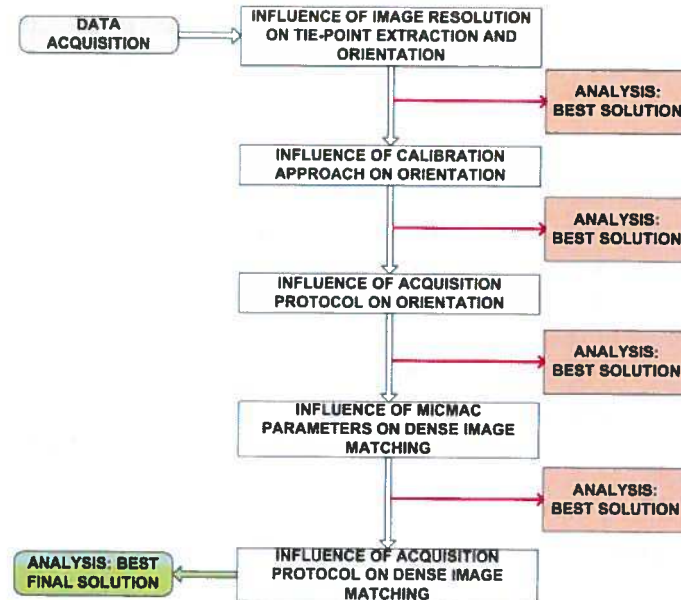 DATA
ACQUISITION
INFLUENCE OF IMAGE RESOLUTION
ON TIE-POINT EXTRACTION AND
ORIENTATION
ANALYSIS:
BEST SOLUTION
INFLUENCE OF CALIBRATION
APPROACH ON ORIENTATION
ANALYSIS:
BEST SOLUTION
INFLUENCE OF ACQUISITION
PROTOCOL ON ORIENTATION
ANALYSIS:
BEST SOLUTION
INFLUENCE OF MICMAC
PARAMETERS ON DENSE IMAGE
MATCHING
ANALYSIS:
BEST SOLUTION
INFLUENCE OF ACQUISITION
PROTOCOL ON DENSE IMAGE
MATCHING
ANALYSIS: BEST
FINAL SOLUTION